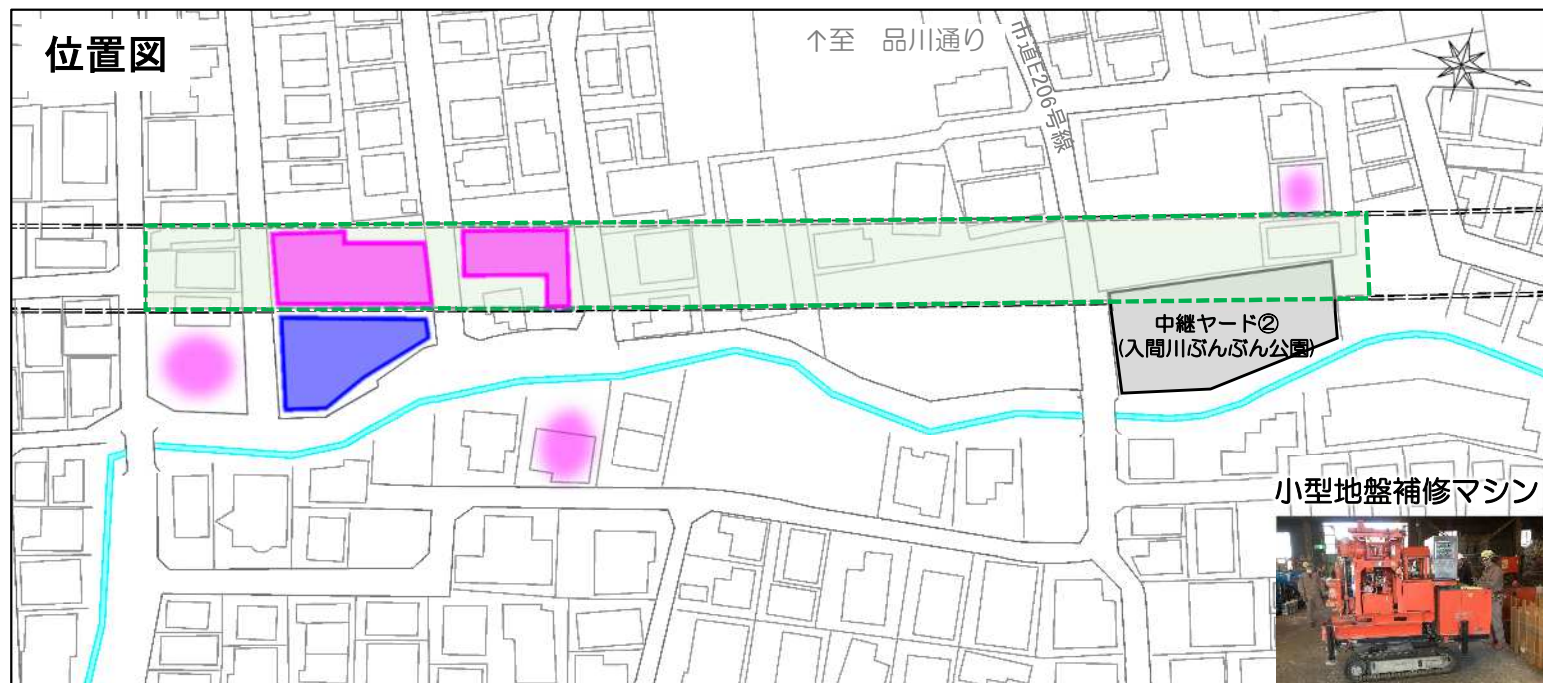 位置図
↑至 品川通り
市道E206号線
中継ヤード②
(入間川ぶんぶん公園)
小型地盤補修マシン